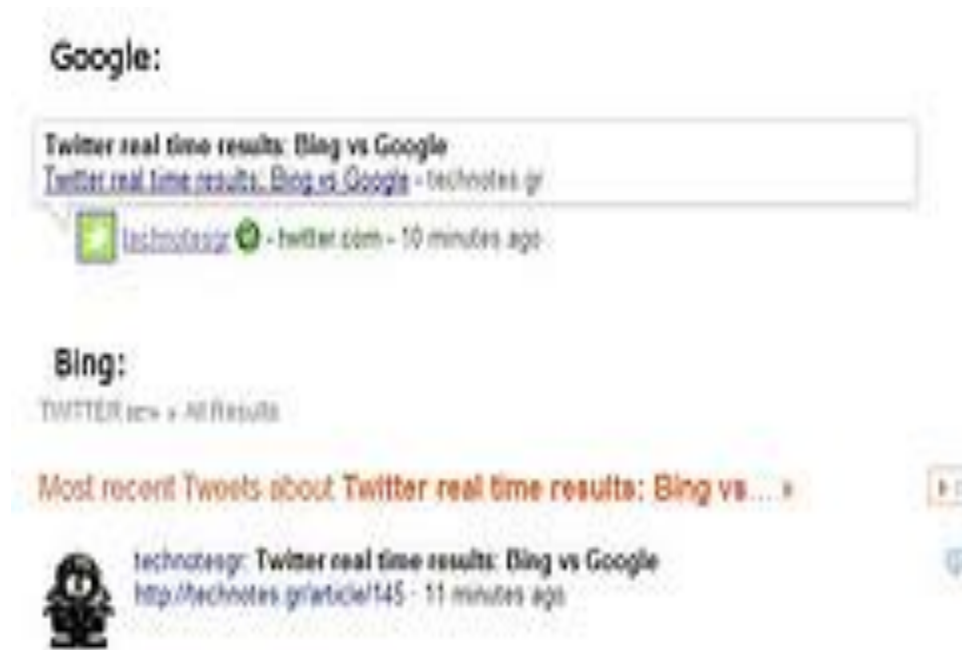 Google:
Twitter real time results: Bing vs Google
Twitter real time results: Bing vs Google - technotes.gr
technotesgr - twitter.com - 10 minutes ago
Bing:
TWITTER » All Results
Most recent Tweets about Twitter real time results: Bing vs... »
technotesgr: Twitter real time results: Bing vs Google
http://technotes.gr/article/145 - 11 minutes ago